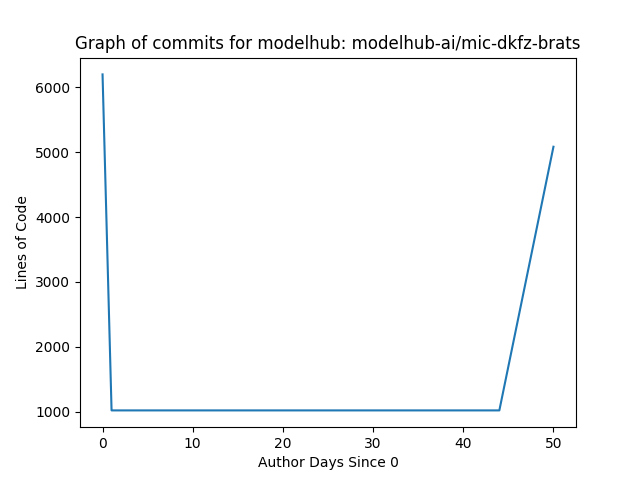 Graph of commits for modelhub: modelhub-ai/mic-dkfz-brats
6000
5000
4000
3000
2000
1000
Lines of Code
0 10 20 30 40 50
Author Days Since 0